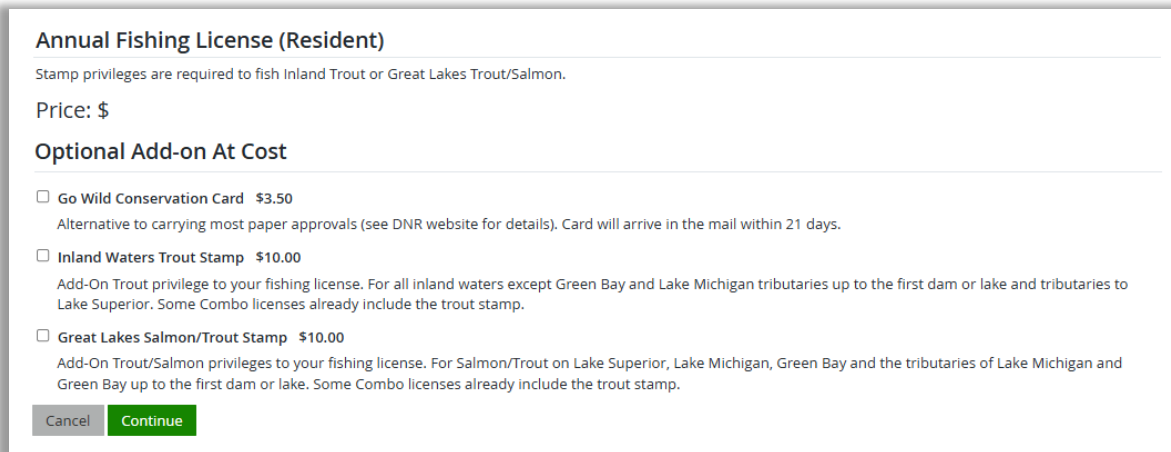 Annual Fishing License (Resident)
Stamp privileges are required to fish Inland Trout or Great Lakes Trout/Salmon.
Price: $
Optional Add-on At Cost
Go Wild Conservation Card $3.50
Alternative to carrying most paper approvals (see DNR website for details). Card will arrive in the mail within 21 days.
Inland Waters Trout Stamp $10.00
Add-On Trout privilege to your fishing license. For all inland waters except Green Bay and Lake Michigan tributaries up to the first dam or lake and tributaries to
Lake Superior. Some Combo licenses already include the trout stamp.
Great Lakes Salmon/Trout Stamp $10.00
Add-On Trout/Salmon privileges to your fishing license. For Salmon/Trout on Lake Superior, Lake Michigan, Green Bay and the tributaries of Lake Michigan and
Green Bay up to the first dam or lake. Some Combo licenses already include the trout stamp.
Cancel Continue